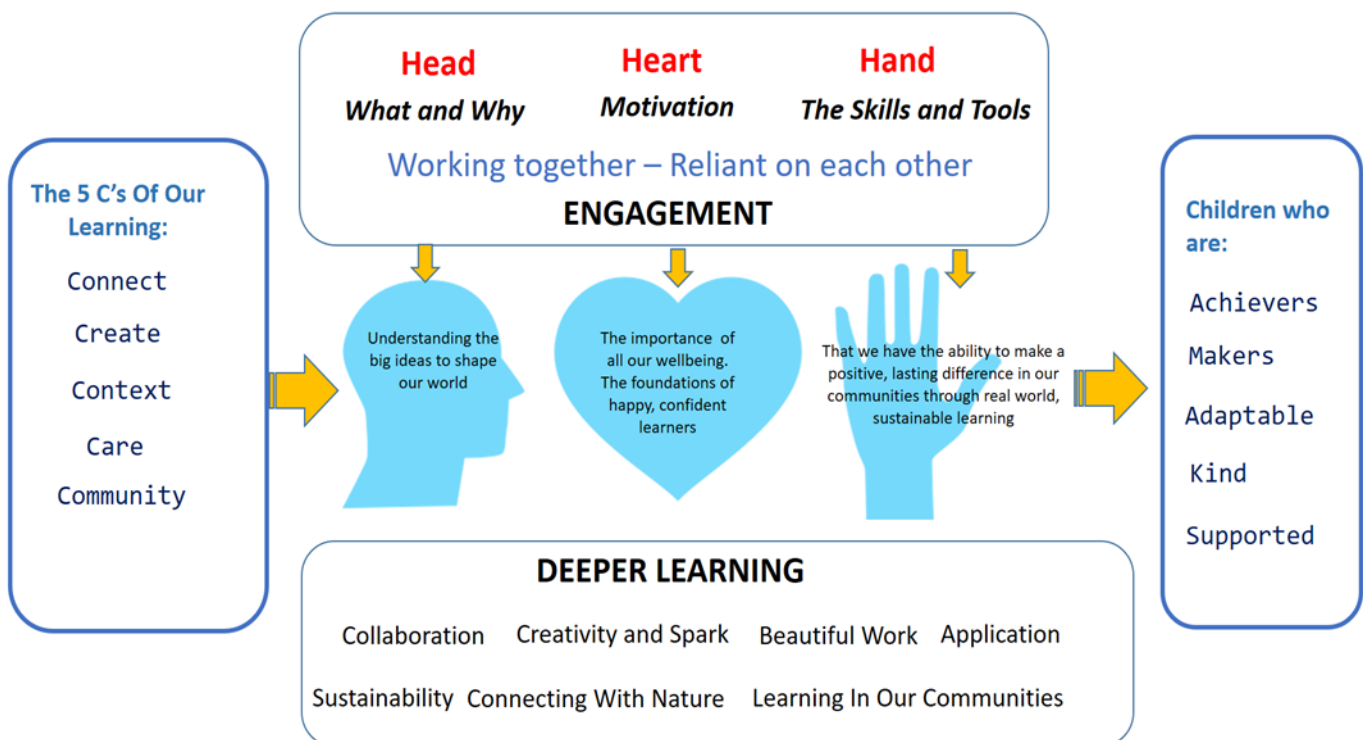 Head
Heart
Hand
What and Why
Motivation
The Skills and Tools
Working together – Reliant on each other
ENGAGEMENT
The 5 C's Of Our
Learning:
Connect
Create
Context
Care
Community
Understanding the
big ideas to shape
our world
The importance of
all our wellbeing.
The foundations of
happy, confident
learners
That we have the ability to make a
positive, lasting difference in our
communities through real world,
sustainable learning
Children who
are:
Achievers
Makers
Adaptable
Kind
Supported
DEEPER LEARNING
Collaboration
Creativity and Spark
Beautiful Work
Application
Sustainability
Connecting With Nature
Learning In Our Communities